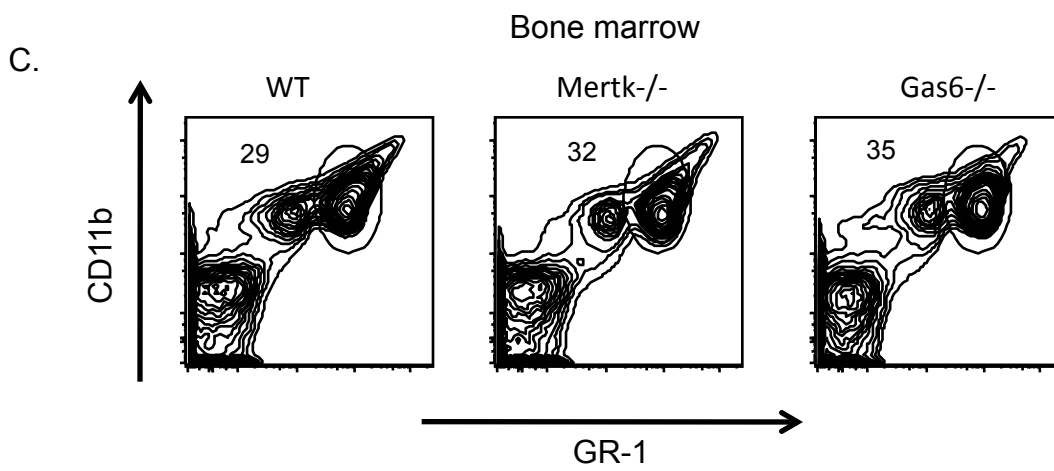 Bone marrow
C.
WT
Mertk-/-
Gas6-/-
29
32
35
CD11b
GR-1